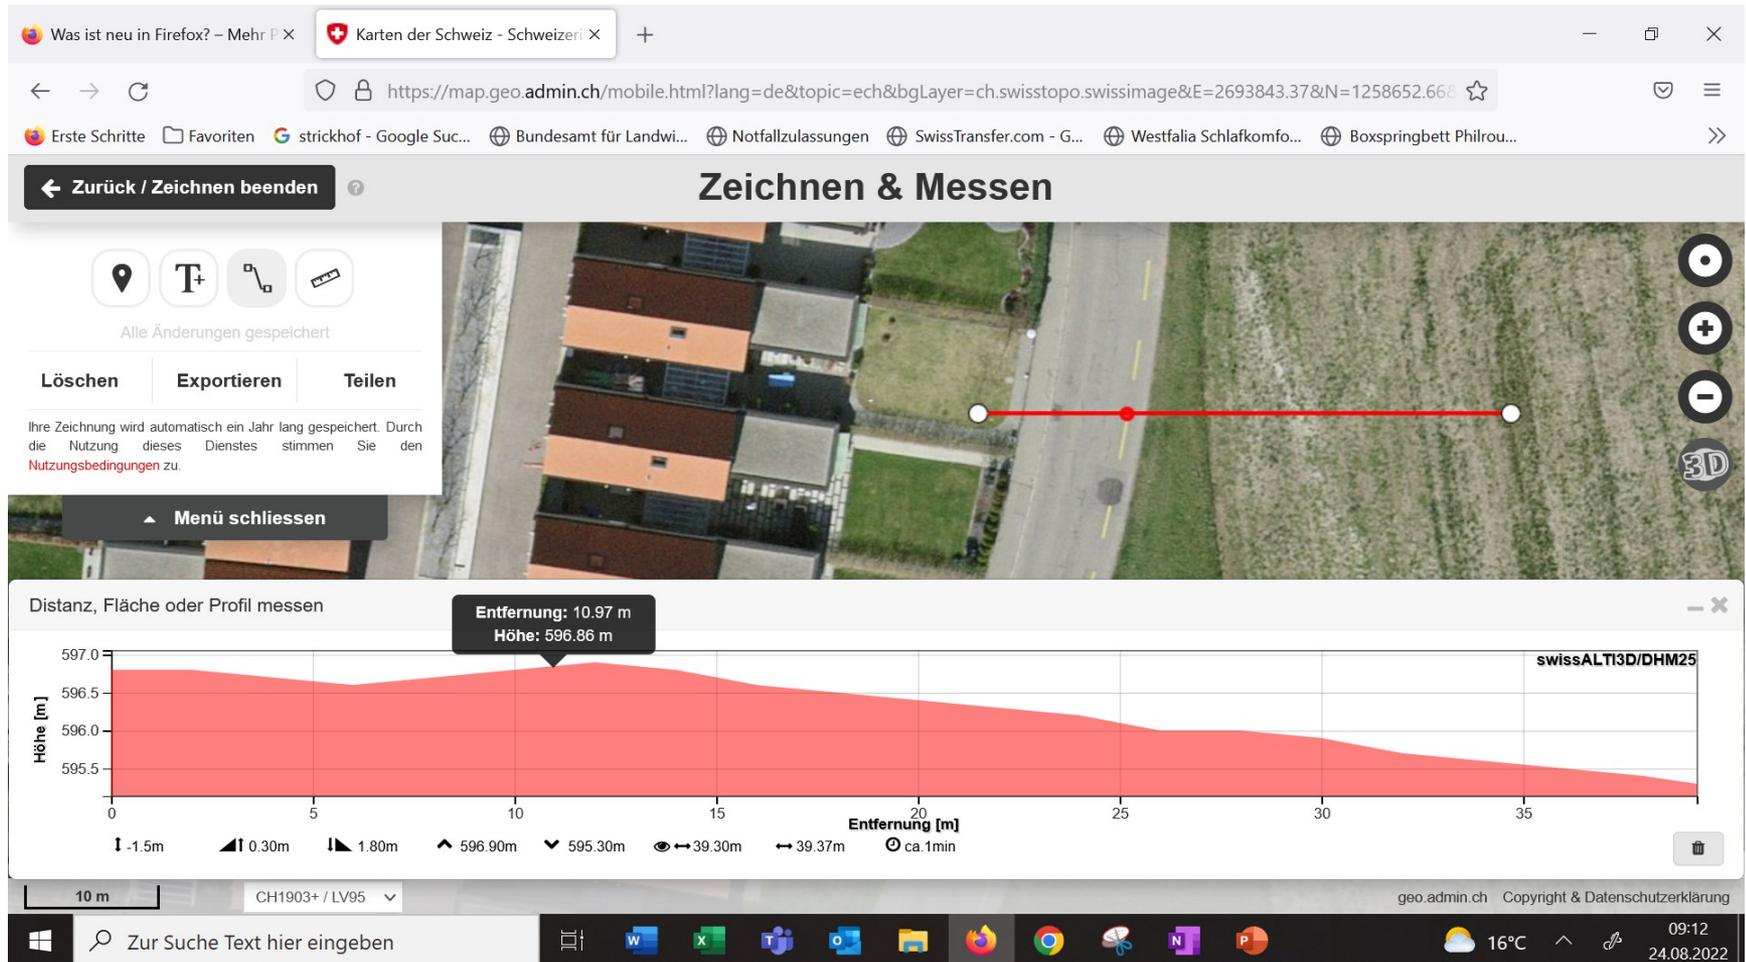 Was ist neu in Firefox? – Mehr P
Karten der Schweiz - Schweizeri
https://map.geo.admin.ch/mobile.html?lang=de&topic=ech&bgLayer=ch.swisstopo.swissimage&E=2693843.37&N=1258652.668
Erste Schritte Favoriten strickhof - Google Suc... Bundesamt für Landwi... Notfallzulassungen SwissTransfer.com - G... Westfalia Schlafkomfo... Boxspringbett Philrou...
Zurück / Zeichnen beenden
Zeichnen & Messen
Alle Änderungen gespeichert
Löschen Exportieren Teilen
Ihre Zeichnung wird automatisch ein Jahr lang gespeichert. Durch
die Nutzung dieses Dienstes stimmen Sie den
Nutzungsbedingungen zu.
Menü schliessen
3D
Distanz, Fläche oder Profil messen
Entfernung: 10.97 m
Höhe: 596.86 m
swissALTI3D/DHM25
Höhe [m]
597.0
596.5
596.0
595.5
0 5 10 15 20 25 30 35
Entfernung [m]
-1.5m 0.30m 1.80m 596.90m 595.30m 39.30m 39.37m ca.1min
10 m
CH1903+ / LV95
geo.admin.ch Copyright & Datenschutzerklärung
Zur Suche Text hier eingeben
16°C
09:12
24.08.2022